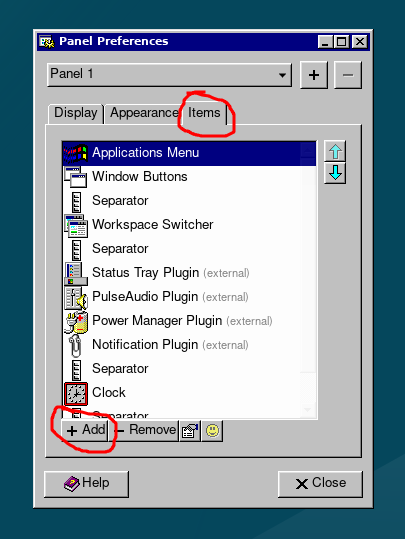 Panel Preferences
Panel 1
Display Appearance Items
Applications Menu
Window Buttons
Separator
Workspace Switcher
Separator
Status Tray Plugin (external)
PulseAudio Plugin (external)
Power Manager Plugin (external)
Notification Plugin (external)
Separator
Clock
Separator
Add Remove
Help Close